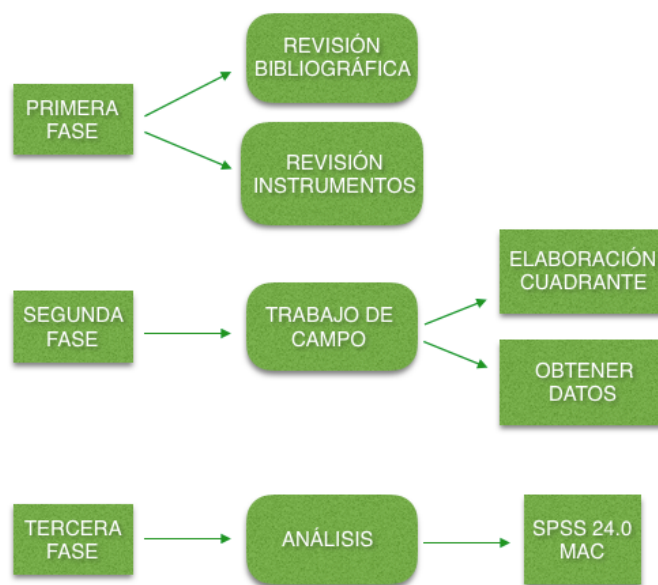 REVISIÓN
BIBLIOGRÁFICA
PRIMERA
FASE
REVISIÓN
INSTRUMENTOS
SEGUNDA
FASE
TRABAJO DE
CAMPO
ELABORACIÓN
CUADRANTE
OBTENER
DATOS
TERCERA
FASE
ANÁLISIS
SPSS 24.0
MAC